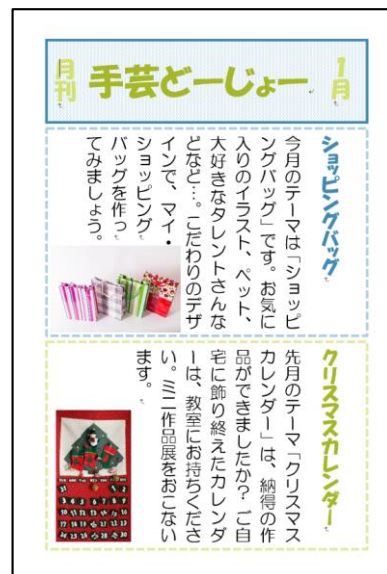 月刊
手芸どーじょー
1月
ショッピングバッグ
今月のテーマは「ショッピ
ングバッグ」です。お気に
入りのイラスト、ペット、
大好きなタレントさんな
どなど…。こだわりのデザ
インで、マイ・
ショッピング
バッグを作っ
てみましょう。
クリスマスカレンダー
先月のテーマ「クリスマス
カレンダー」は、納得の作
品ができましたか？ご自
宅に飾り終えたカレンダ
ーは、教室にお持ちくださ
い。ミニ作品展をおこない
ます。